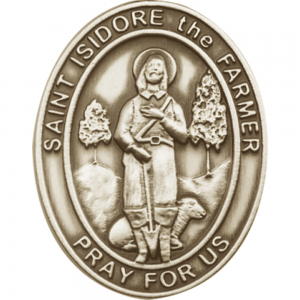 SAINT ISIDORE the FARMER
PRAY FOR US